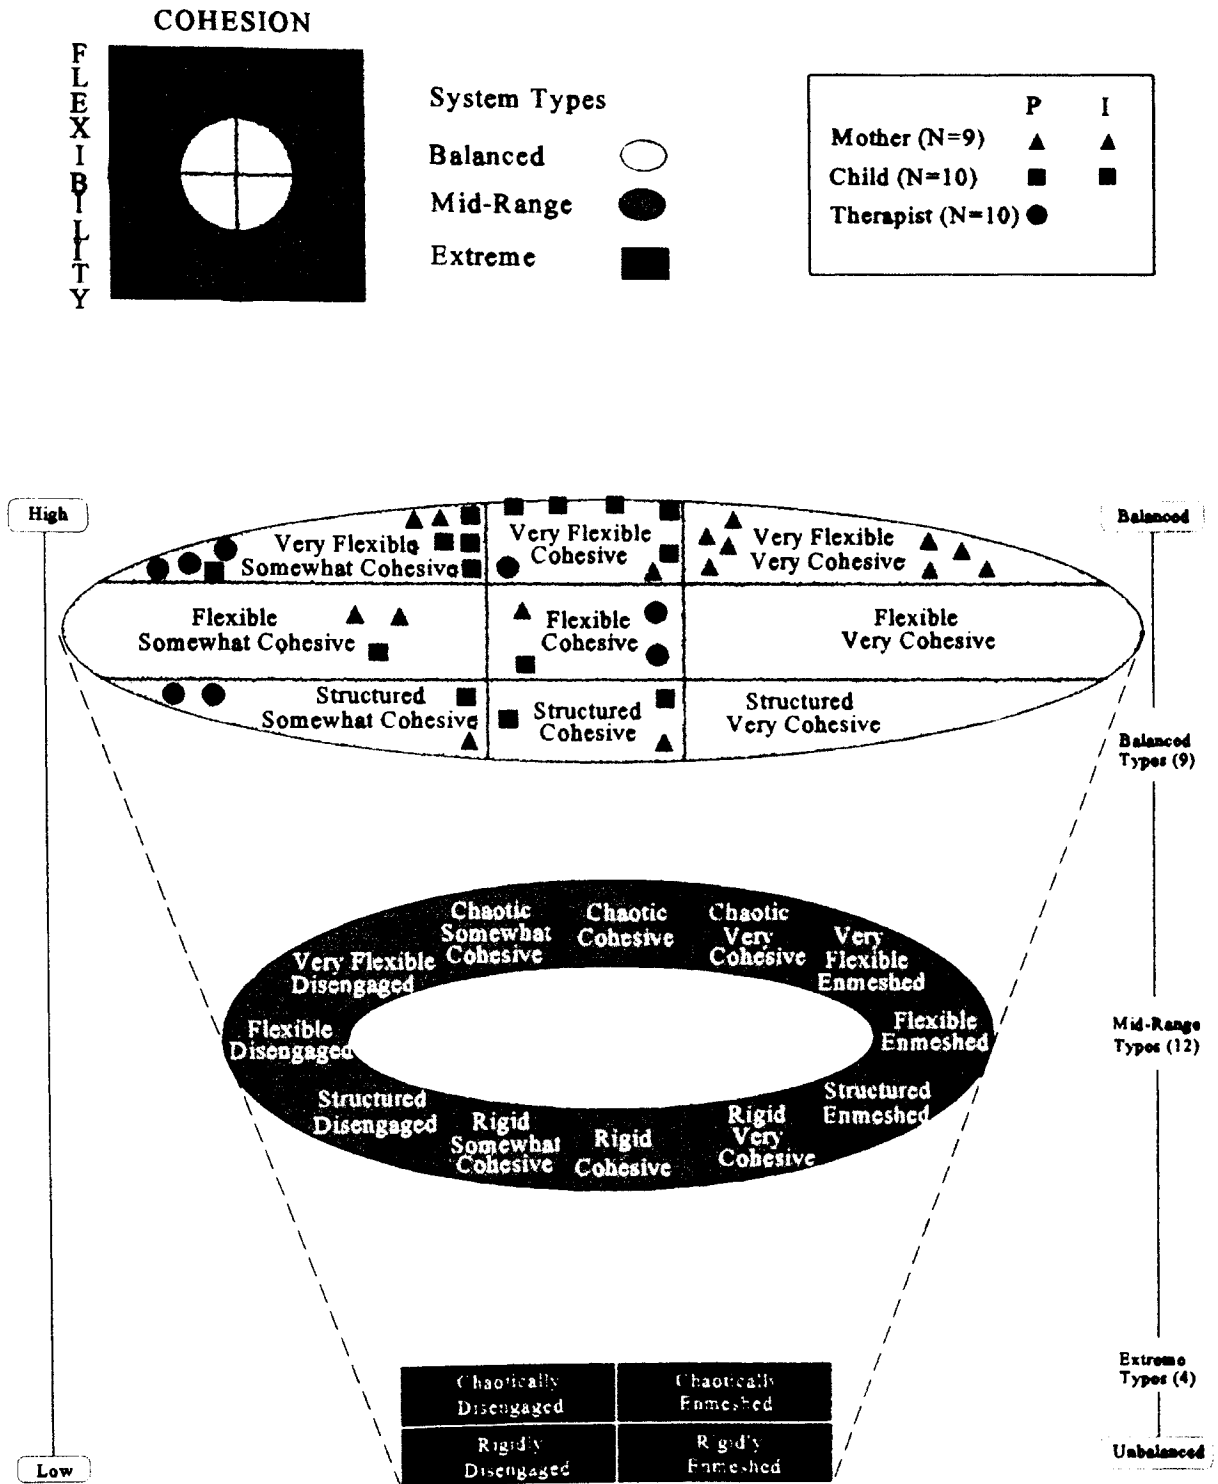 COHESION
FLEXIBILITY
System Types
Balanced
Mid-Range
Extreme
P I
Mother (N=9)
Child (N=10)
Therapist (N=10)
High
Balanced
Very Flexible
Somewhat Cohesive
Very Flexible
Cohesive
Very Flexible
Very Cohesive
Flexible
Somewhat Cohesive
Flexible
Cohesive
Flexible
Very Cohesive
Structured
Somewhat Cohesive
Structured
Cohesive
Structured
Very Cohesive
Balanced
Types (9)
Chaotic
Somewhat
Cohesive
Chaotic
Cohesive
Chaotic
Very
Cohesive
Very
Flexible
Enmeshed
Very Flexible
Disengaged
Flexible
Disengaged
Flexible
Enmeshed
Mid-Range
Types (12)
Structured
Disengaged
Rigid
Somewhat
Cohesive
Rigid
Cohesive
Rigid
Very
Cohesive
Structured
Enmeshed
Extreme
Types (4)
Chaotically
Disengaged
Chaotically
Enmeshed
Rigidly
Disengaged
Rigidly
Enmeshed
Low
Unbalanced